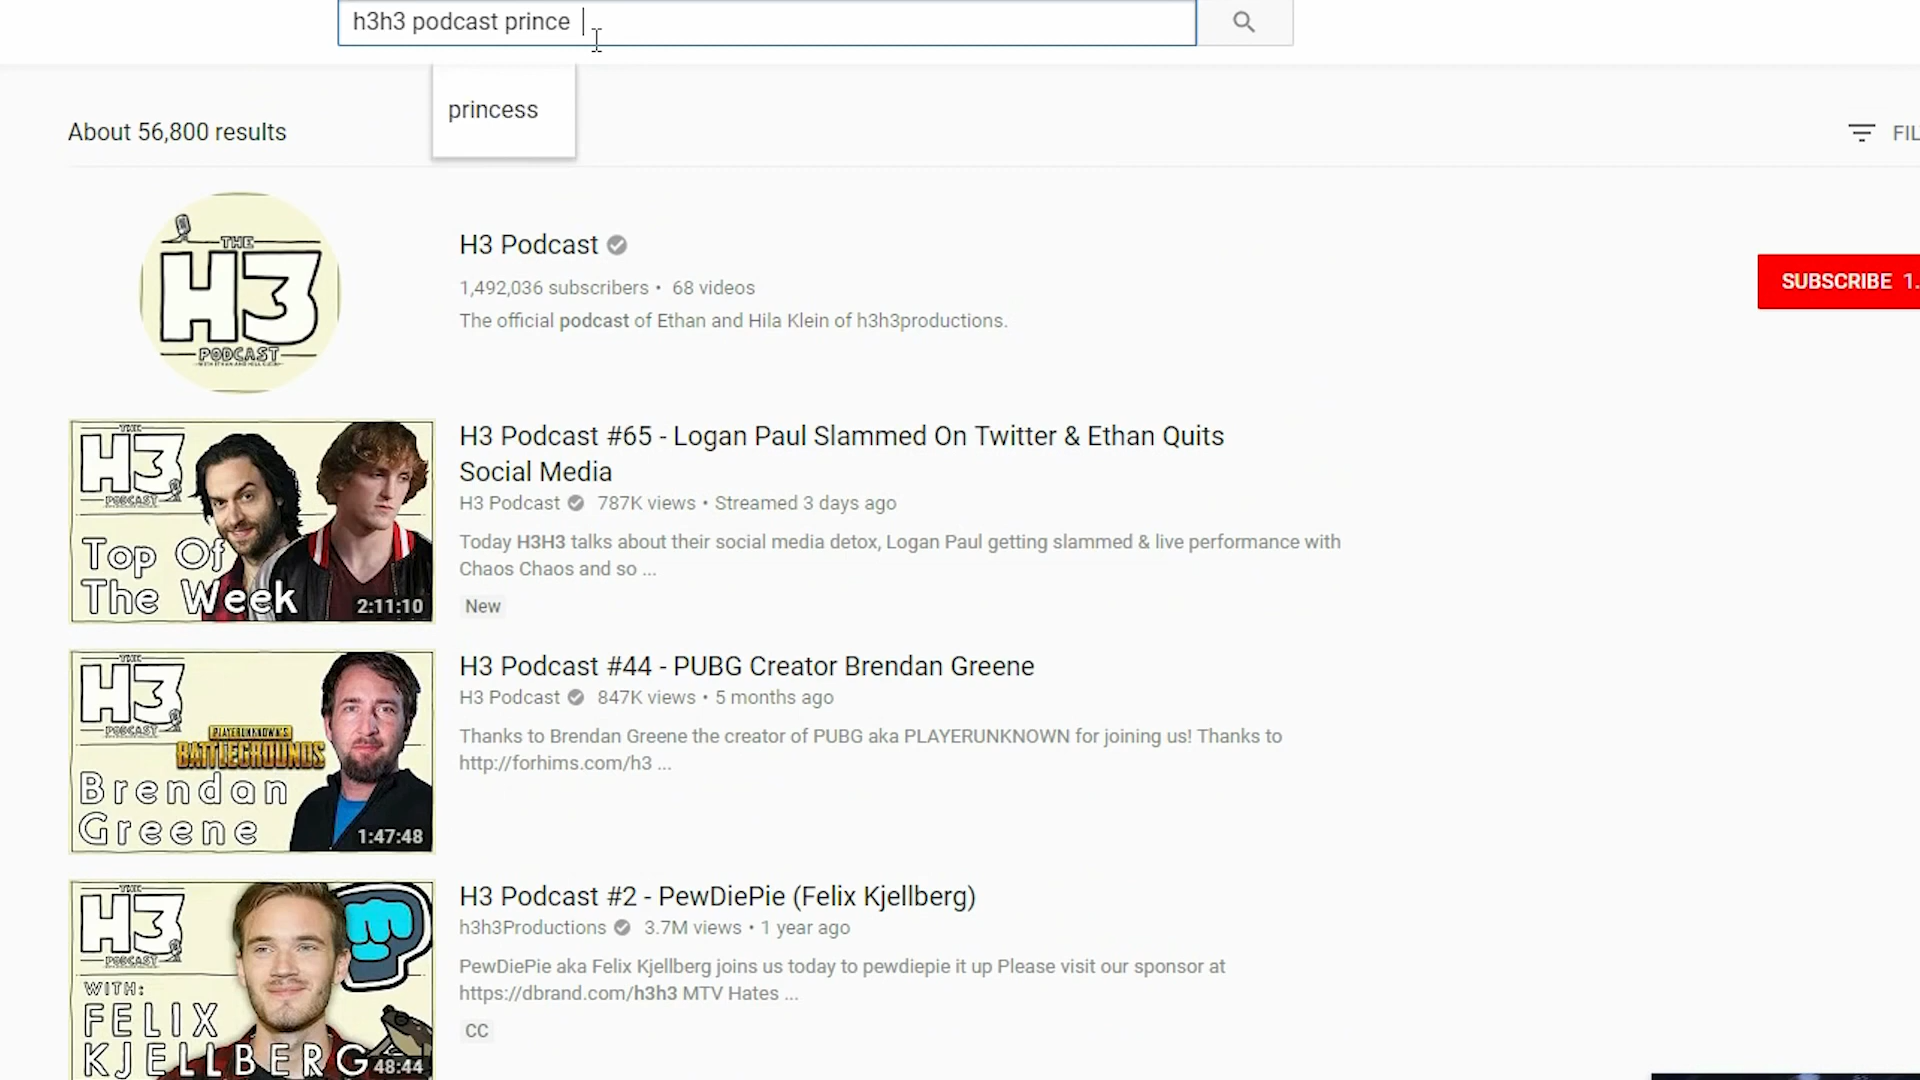 h3h3 podcast prince
princess
About 56,800 results
FIL
THE
H3
PODCAST
H3 Podcast
1,492,036 subscribers • 68 videos
The official podcast of Ethan and Hila Klein of h3h3productions.
SUBSCRIBE 1.
THE
H3
PODCAST
Top Of
The Week
2:11:10
H3 Podcast #65 - Logan Paul Slammed On Twitter & Ethan Quits
Social Media
H3 Podcast 787K views • Streamed 3 days ago
Today H3H3 talks about their social media detox, Logan Paul getting slammed & live performance with
Chaos Chaos and so ...
New
THE
H3
PODCAST
PLAYERUNKNOWN'S
BATTLEGROUNDS
Brendan
Greene
1:47:48
H3 Podcast #44 - PUBG Creator Brendan Greene
H3 Podcast 847K views • 5 months ago
Thanks to Brendan Greene the creator of PUBG aka PLAYERUNKNOWN for joining us! Thanks to
http://forhims.com/h3 ...
THE
H3
PODCAST
WITH:
FELIX
KJELLBERG
48:44
H3 Podcast #2 - PewDiePie (Felix Kjellberg)
h3h3Productions 3.7M views • 1 year ago
PewDiePie aka Felix Kjellberg joins us today to pewdiepie it up Please visit our sponsor at
https://dbrand.com/h3h3 MTV Hates ...
CC